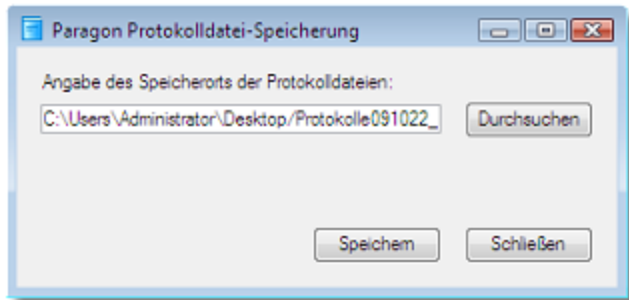 Paragon Protokolldatei-Speicherung
Angabe des Speicherorts der Protokolldateien:
C:\Users\Administrator\Desktop/Protokolle091022_
Durchsuchen
Speichern
Schließen